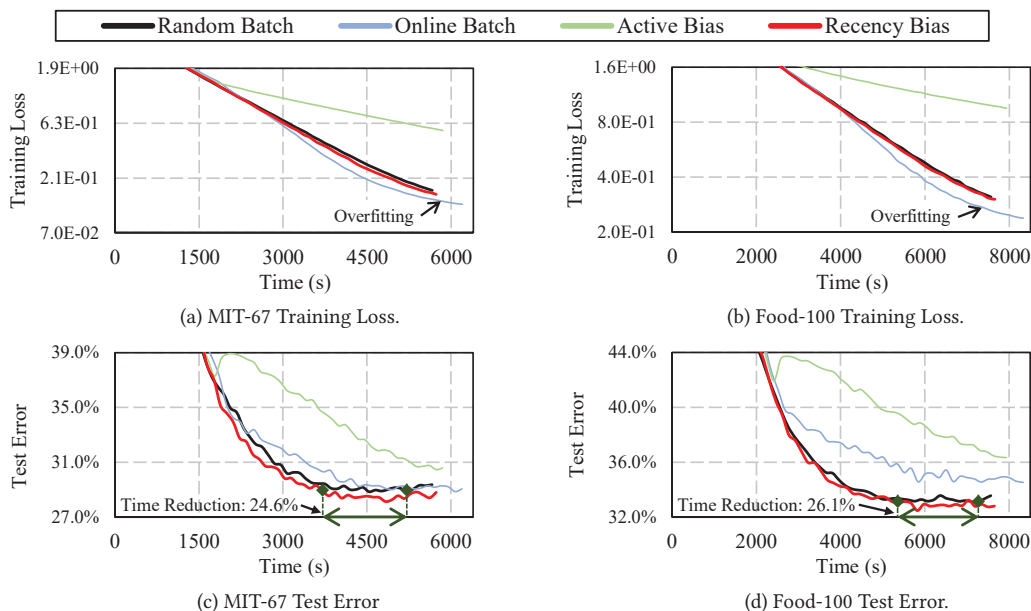 Random Batch Online Batch Active Bias Recency Bias
Training Loss
1.9E+00
6.3E-01
2.1E-01
7.0E-02
Overfitting
0 1500 3000 4500 6000
Time (s)
(a) MIT-67 Training Loss.
Training Loss
1.6E+00
8.0E-01
4.0E-01
2.0E-01
Overfitting
0 2000 4000 6000 8000
Time (s)
(b) Food-100 Training Loss.
Test Error
39.0%
35.0%
31.0%
27.0%
Time Reduction: 24.6%
0 1500 3000 4500 6000
Time (s)
(c) MIT-67 Test Error
Test Error
44.0%
40.0%
36.0%
32.0%
Time Reduction: 26.1%
0 2000 4000 6000 8000
Time (s)
(d) Food-100 Test Error.